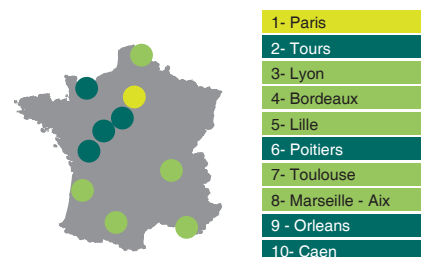 1- Paris
2- Tours
3- Lyon
4- Bordeaux
5- Lille
6- Poitiers
7- Toulouse
8- Marseille - Aix
9 - Orleans
10- Caen